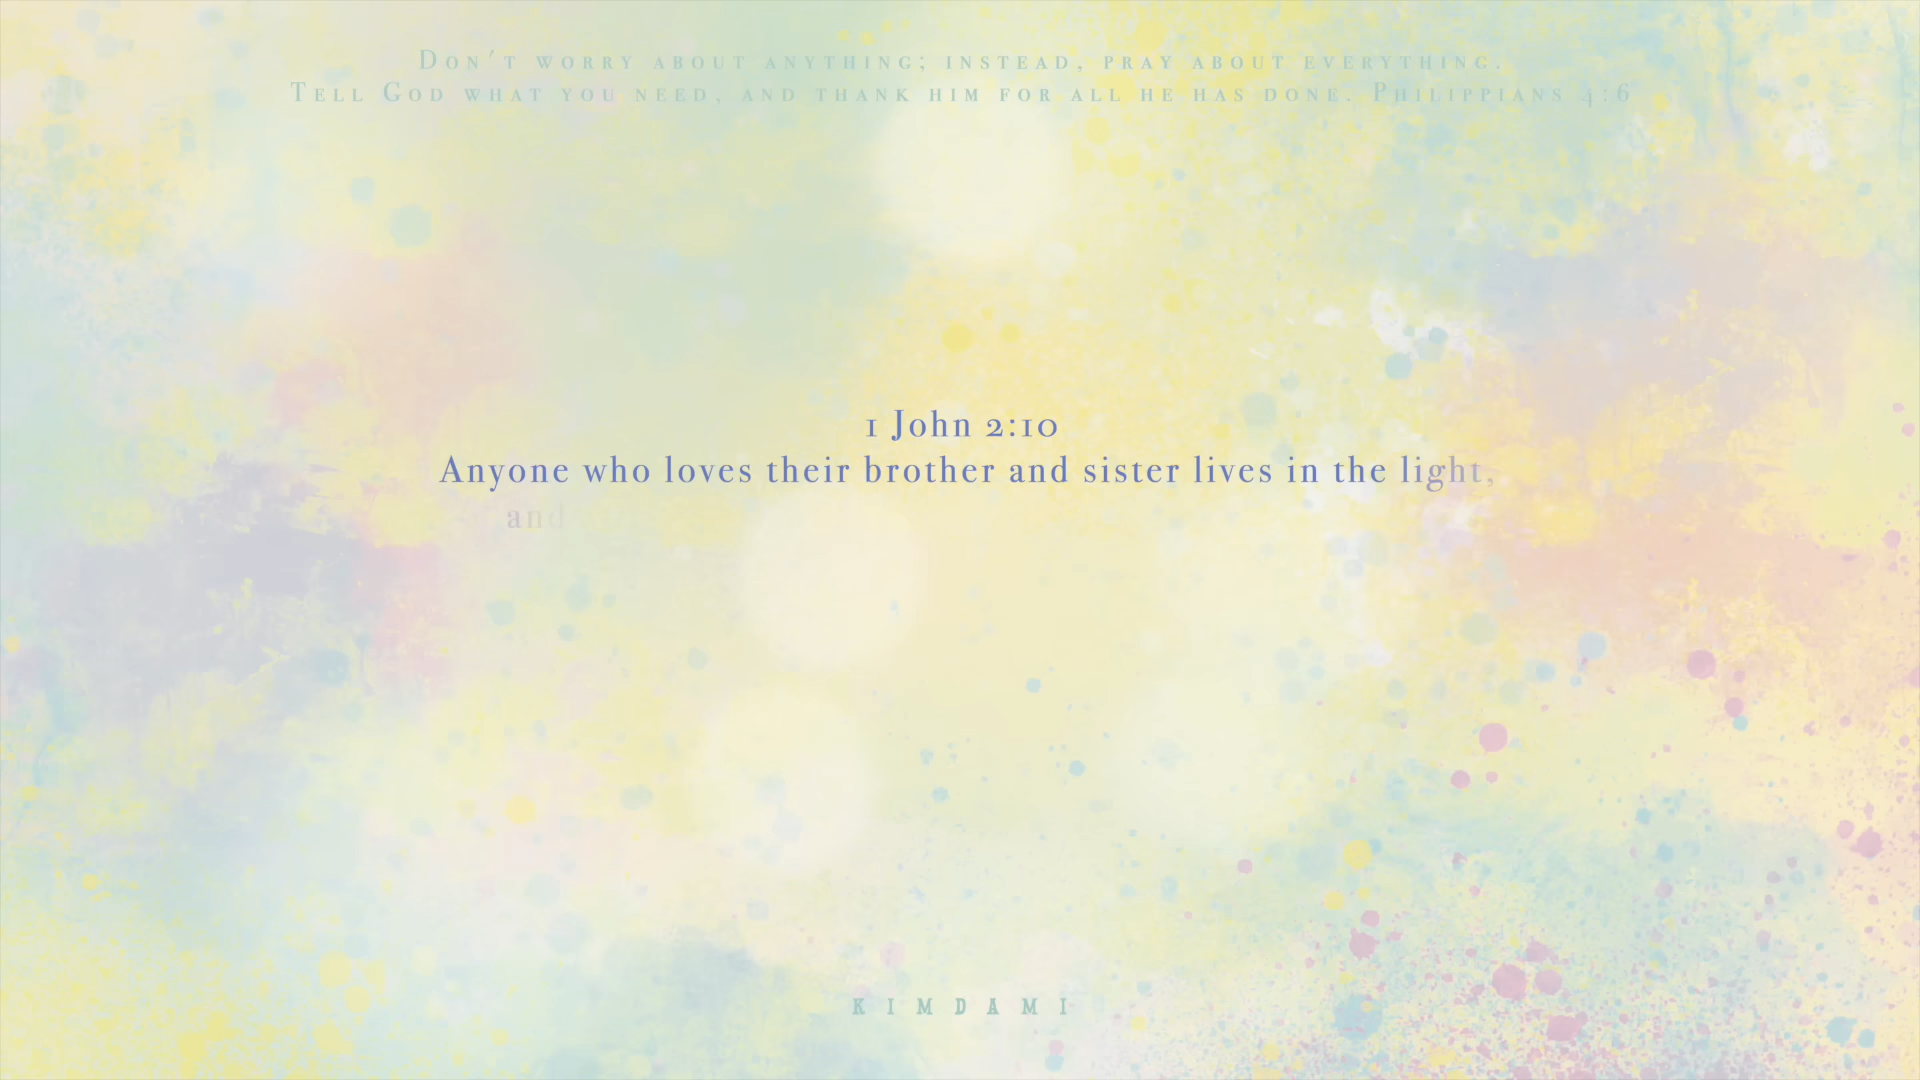 Don't worry about anything; instead, pray about everything.
Tell God what you need, and thank him for all he has done. Philippians 4:6
1 John 2:10
Anyone who loves their brother and sister lives in the light,
and
KIMDAMI